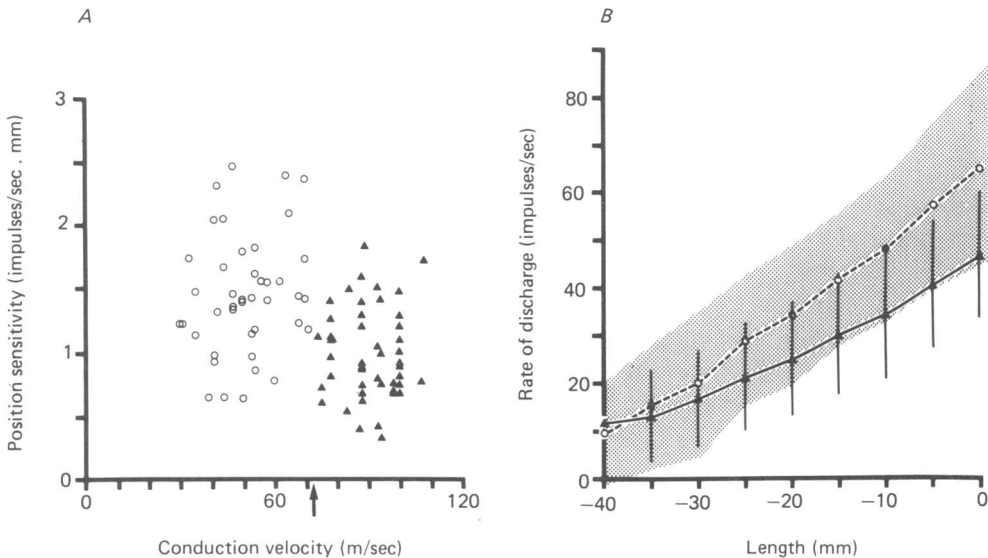 A
B
Position sensitivity (impulses/sec . mm)
3
2
1
0
0
60
120
Conduction velocity (m/sec)
Rate of discharge (impulses/sec)
80
60
40
20
0
−40
−30
−20
−10
0
Length (mm)